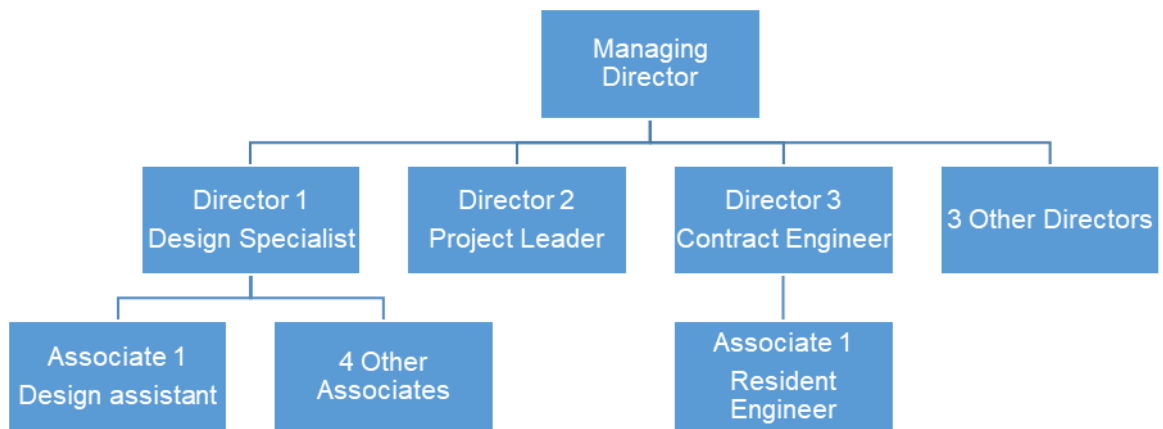 Managing
Director
Director 1
Design Specialist
Director 2
Project Leader
Director 3
Contract Engineer
3 Other Directors
Associate 1
Design assistant
4 Other
Associates
Associate 1
Resident
Engineer